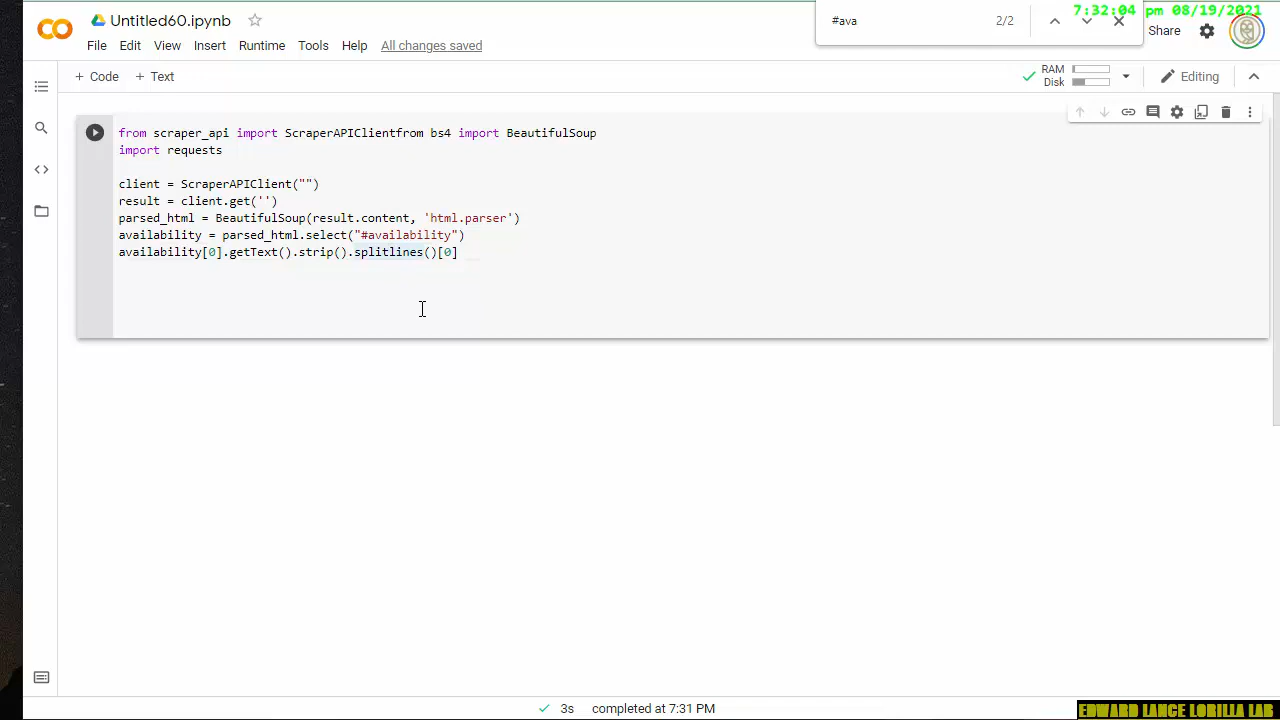 7:32:04 pm 08/19/2021
Untitled60.ipynb
#ava
2/2
File Edit View Insert Runtime Tools Help All changes saved
Share
+ Code + Text
RAM
Disk
Editing
from scraper_api import ScraperAPIClientfrom bs4 import BeautifulSoup
import requests
client = ScraperAPIClient("")
result = client.get('')
parsed_html = BeautifulSoup(result.content, 'html.parser')
availability = parsed_html.select("#availability")
availability[0].getText().strip().splitlines()[0]
3s completed at 7:31 PM
EDWARD LANCE LORILLA LAB